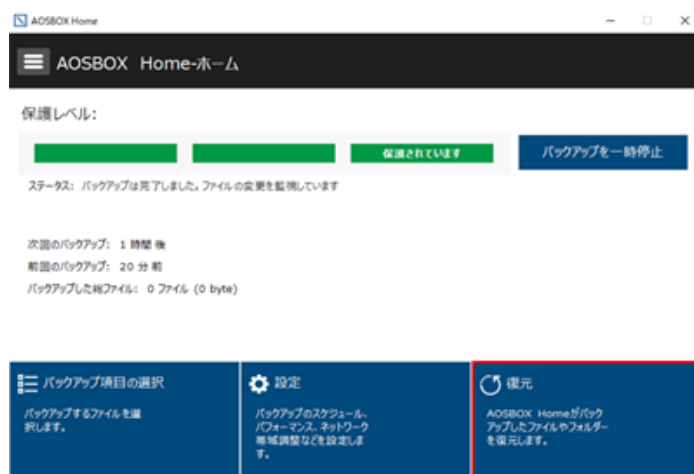 AOSBOX Home
AOSBOX Home-ホーム
保護レベル:
保護されています
バックアップを一時停止
ステータス: バックアップは完了しました。ファイルの変更を監視しています
次回のバックアップ: 1 時間 後
前回のバックアップ: 20 分 前
バックアップした総ファイル: 0 ファイル (0 byte)
バックアップ項目の選択
バックアップするファイルを選
択します。
設定
バックアップのスケジュール、
パフォーマンス、ネットワーク
帯域調整などを設定しま
す。
復元
AOSBOX Homeがバック
アップしたファイルやフォルダー
を復元します。